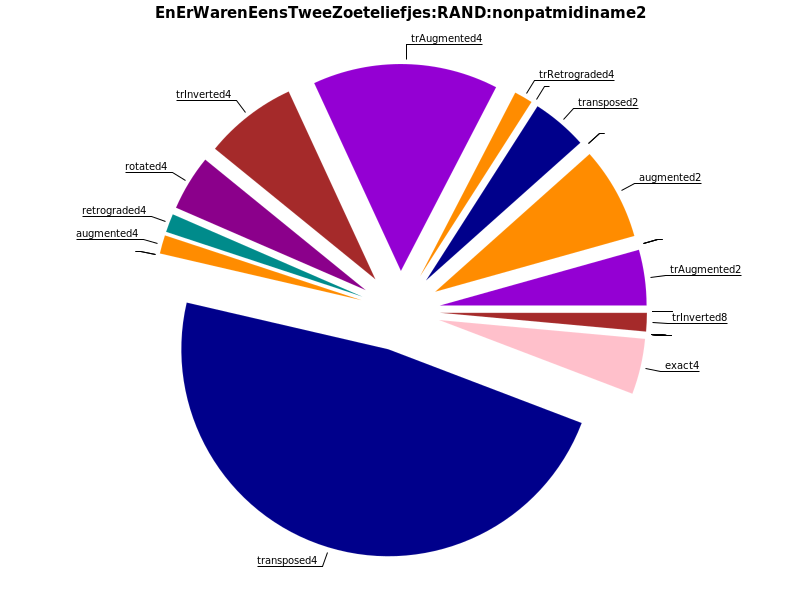 EnErWarenEensTweeZoeteliefjes:RAND:nonpatmidiname2
trAugmented4
trRetrograded4
trInverted4
transposed2
rotated4
augmented2
retrograded4
augmented4
trAugmented2
trInverted8
exact4
transposed4